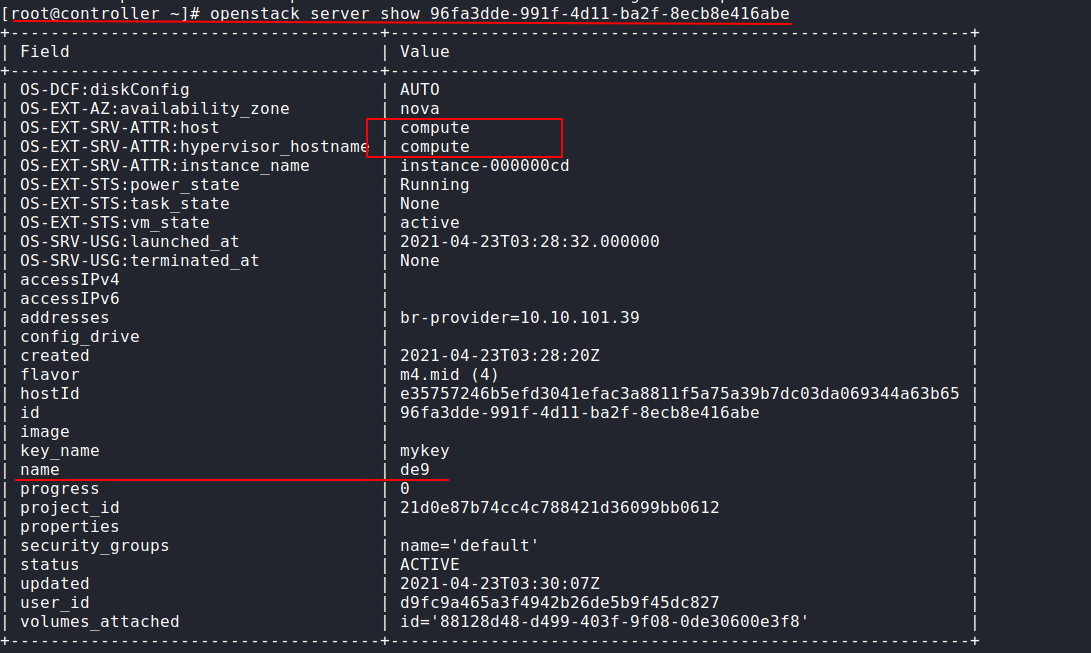 [root@controller ~]# openstack server show 96fa3dde-991f-4d11-ba2f-8ecb8e416abe
+-------------------------------------+----------------------------------------------------------+
| Field                               | Value                                                    |
+-------------------------------------+----------------------------------------------------------+
| OS-DCF:diskConfig                   | AUTO                                                     |
| OS-EXT-AZ:availability_zone         | nova                                                     |
| OS-EXT-SRV-ATTR:host                | compute                                                  |
| OS-EXT-SRV-ATTR:hypervisor_hostname | compute                                                  |
| OS-EXT-SRV-ATTR:instance_name       | instance-000000cd                                        |
| OS-EXT-STS:power_state              | Running                                                  |
| OS-EXT-STS:task_state               | None                                                     |
| OS-EXT-STS:vm_state                 | active                                                   |
| OS-SRV-USG:launched_at              | 2021-04-23T03:28:32.000000                               |
| OS-SRV-USG:terminated_at            | None                                                     |
| accessIPv4                          |                                                          |
| accessIPv6                          |                                                          |
| addresses                           | br-provider=10.10.101.39                                 |
| config_drive                        |                                                          |
| created                             | 2021-04-23T03:28:20Z                                     |
| flavor                              | m4.mid (4)                                               |
| hostId                              | e35757246b5efd3041efac3a8811f5a75a39b7dc03da069344a63b65 |
| id                                  | 96fa3dde-991f-4d11-ba2f-8ecb8e416abe                     |
| image                               |                                                          |
| key_name                            | mykey                                                    |
| name                                | de9                                                      |
| progress                            | 0                                                        |
| project_id                          | 21d0e87b74cc4c788421d36099bb0612                         |
| properties                          |                                                          |
| security_groups                     | name='default'                                           |
| status                              | ACTIVE                                                   |
| updated                             | 2021-04-23T03:30:07Z                                     |
| user_id                             | d9fc9a465a3f4942b26de5b9f45dc827                         |
| volumes_attached                    | id='88128d48-d499-403f-9f08-0de30600e3f8'                |
+-------------------------------------+----------------------------------------------------------+